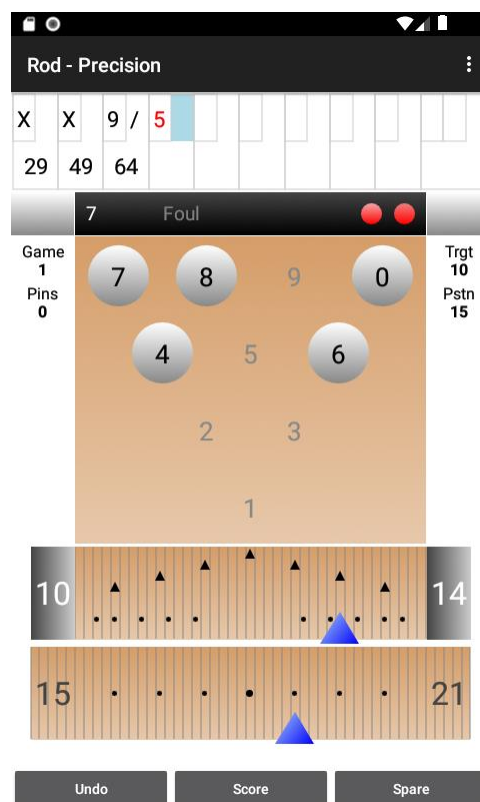 Rod - Precision
X X 9 / 5
29 49 64
7 Foul
Game
1
Pins
0
Trgt
10
Pstn
15
7 8 9 0
4 5 6
2 3
1
10 14
15 21
Undo Score Spare